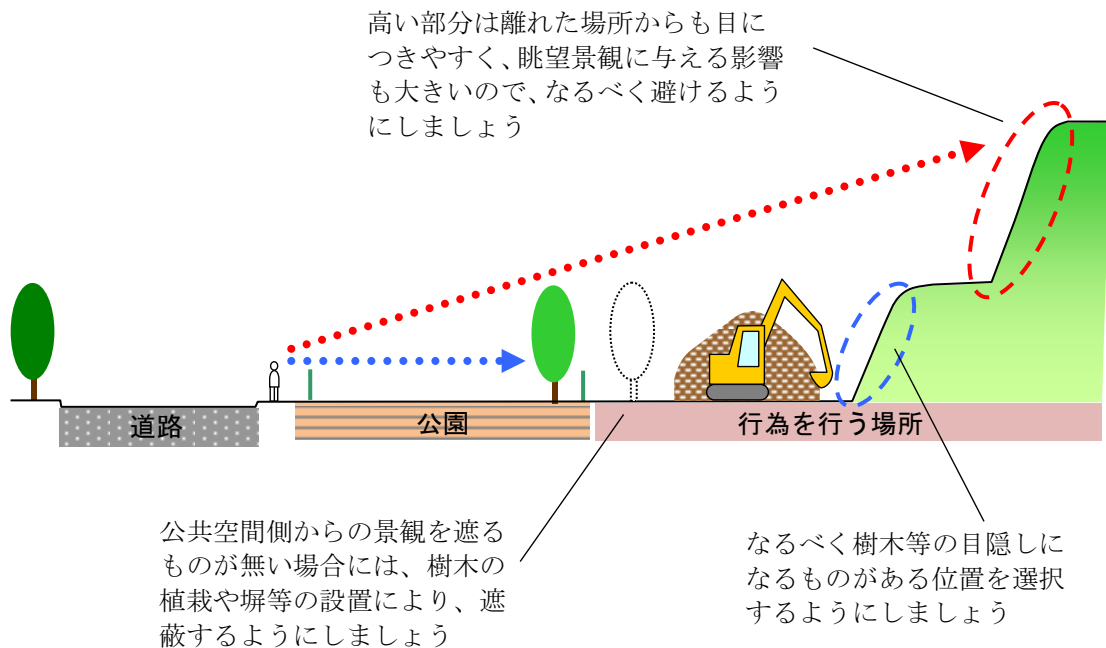 高い部分は離れた場所からも目に
つきやすく、眺望景観に与える影響
も大きいので、なるべく避けるよう
にしましょう
道路
公園
行為を行う場所
公共空間側からの景観を遮る
ものが無い場合には、樹木の
植栽や塀等の設置により、遮
蔽するようにしましょう
なるべく樹木等の目隠しに
なるものがある位置を選択
するようにしましょう